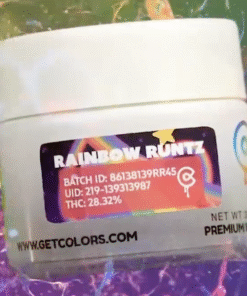 RAINBOW RUNTZ
BATCH ID: 86138139RR45
UID: 219-139313987
THC: 28.32%
NET WT
WWW.GETCOLORS.COM
PREMIUM